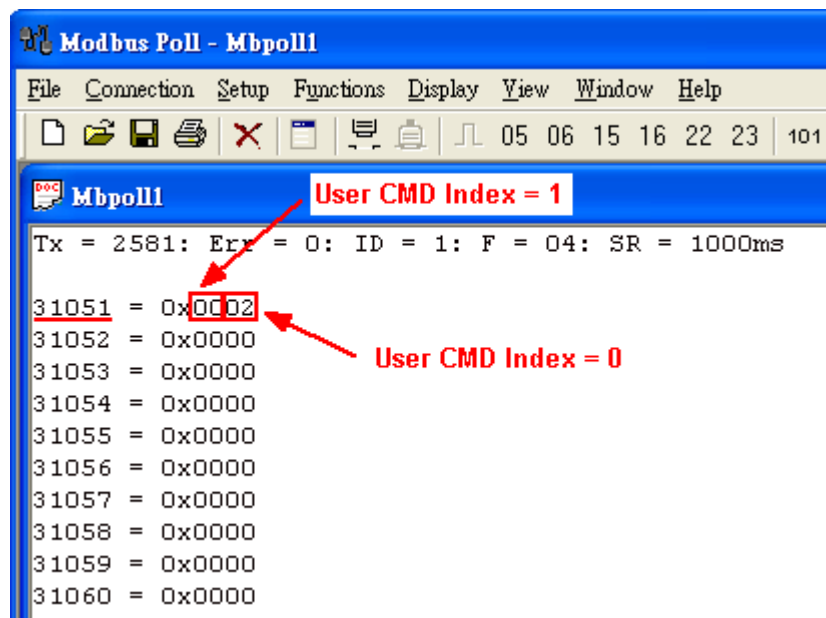 Modbus Poll - Mbpoll1
File Connection Setup Functions Display View Window Help
05 06 15 16 22 23 101
DOC Mbpoll1
User CMD Index = 1
Tx = 2581: Err = 0: ID = 1: F = 04: SR = 1000ms
31051 = 0x0002
31052 = 0x0000
User CMD Index = 0
31053 = 0x0000
31054 = 0x0000
31055 = 0x0000
31056 = 0x0000
31057 = 0x0000
31058 = 0x0000
31059 = 0x0000
31060 = 0x0000